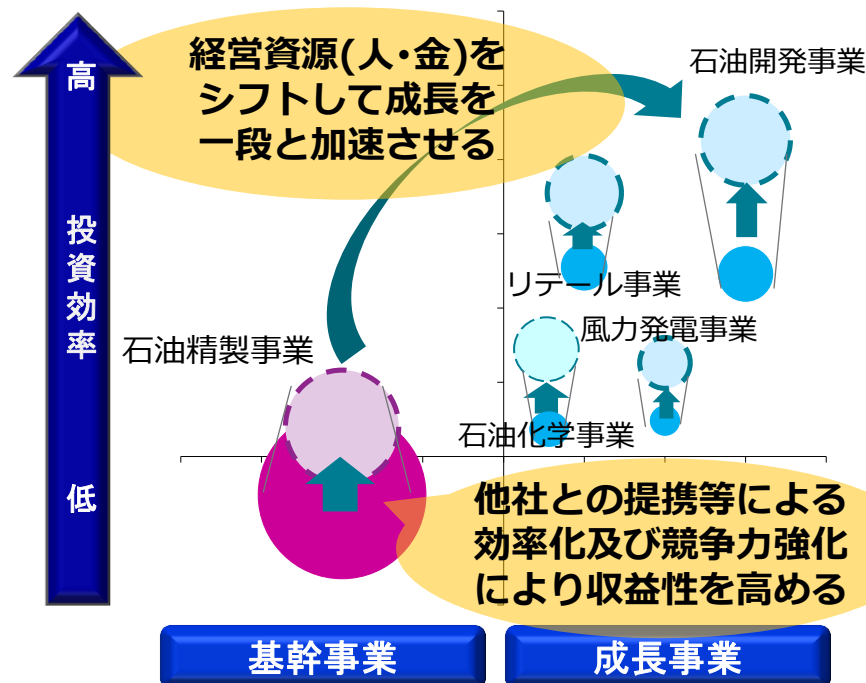 高
投資効率
低
経営資源(人・金)を
シフトして成長を
一段と加速させる
石油開発事業
リテール事業
風力発電事業
石油精製事業
石油化学事業
他社との提携等による
効率化及び競争力強化
により収益性を高める
基幹事業
成長事業